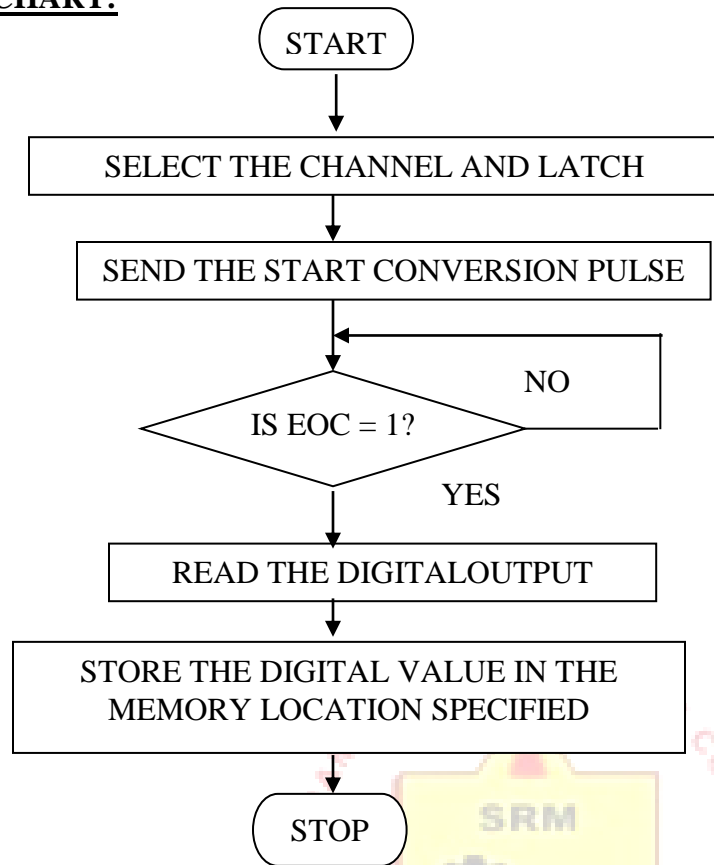 CHART:
START
SELECT THE CHANNEL AND LATCH
SEND THE START CONVERSION PULSE
NO
IS EOC = 1?
YES
READ THE DIGITALOUTPUT
STORE THE DIGITAL VALUE IN THE
MEMORY LOCATION SPECIFIED
SRM
STOP